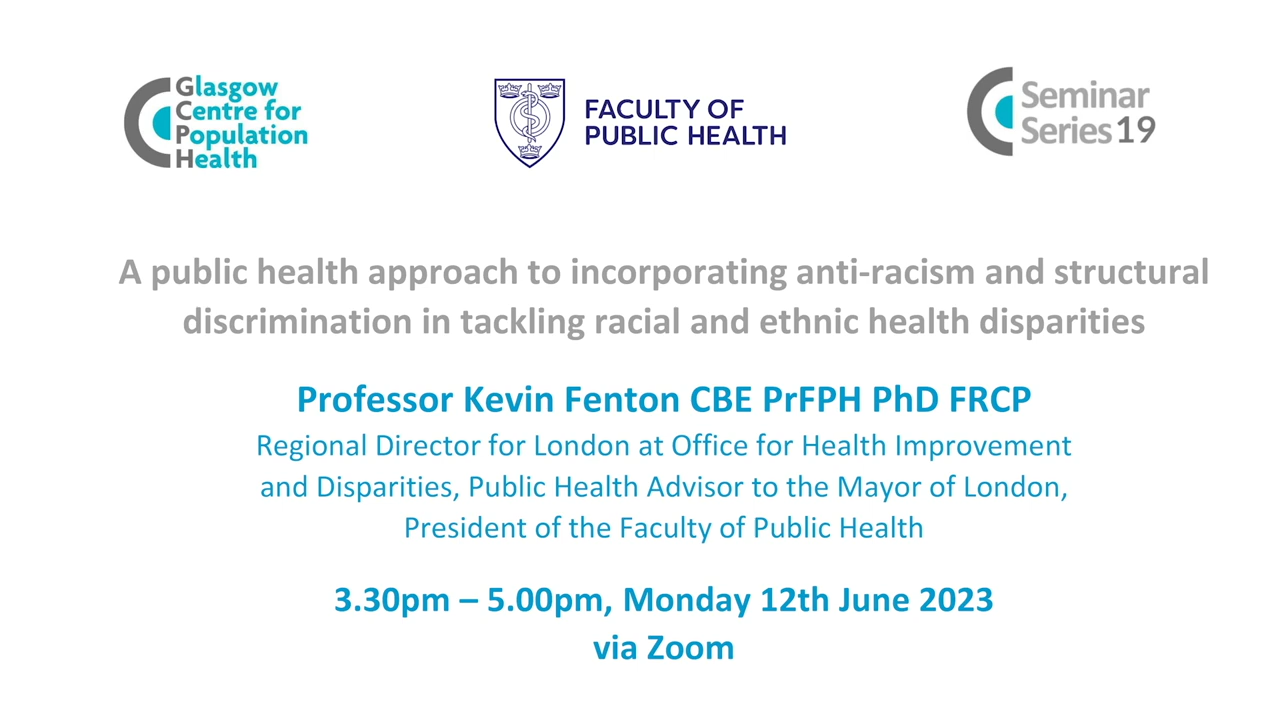 Glasgow
Centre for
Population
Health
FACULTY OF
PUBLIC HEALTH
Seminar
Series 19
A public health approach to incorporating anti-racism and structural
discrimination in tackling racial and ethnic health disparities
Professor Kevin Fenton CBE PrFPH PhD FRCP
Regional Director for London at Office for Health Improvement
and Disparities, Public Health Advisor to the Mayor of London,
President of the Faculty of Public Health
3.30pm – 5.00pm, Monday 12th June 2023
via Zoom